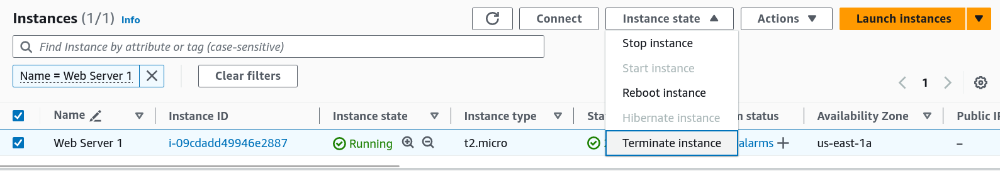 Instances (1/1) Info
Connect
Instance state
Actions
Launch instances
Find Instance by attribute or tag (case-sensitive)
Name = Web Server 1
Clear filters
Stop instance
Start instance
Reboot instance
Hibernate instance
Terminate instance
1
Name Instance ID Instance state Instance type status Availability Zone Public
Web Server 1 i-09cdadd49946e2887 Running t2.micro alarms us-east-1a –